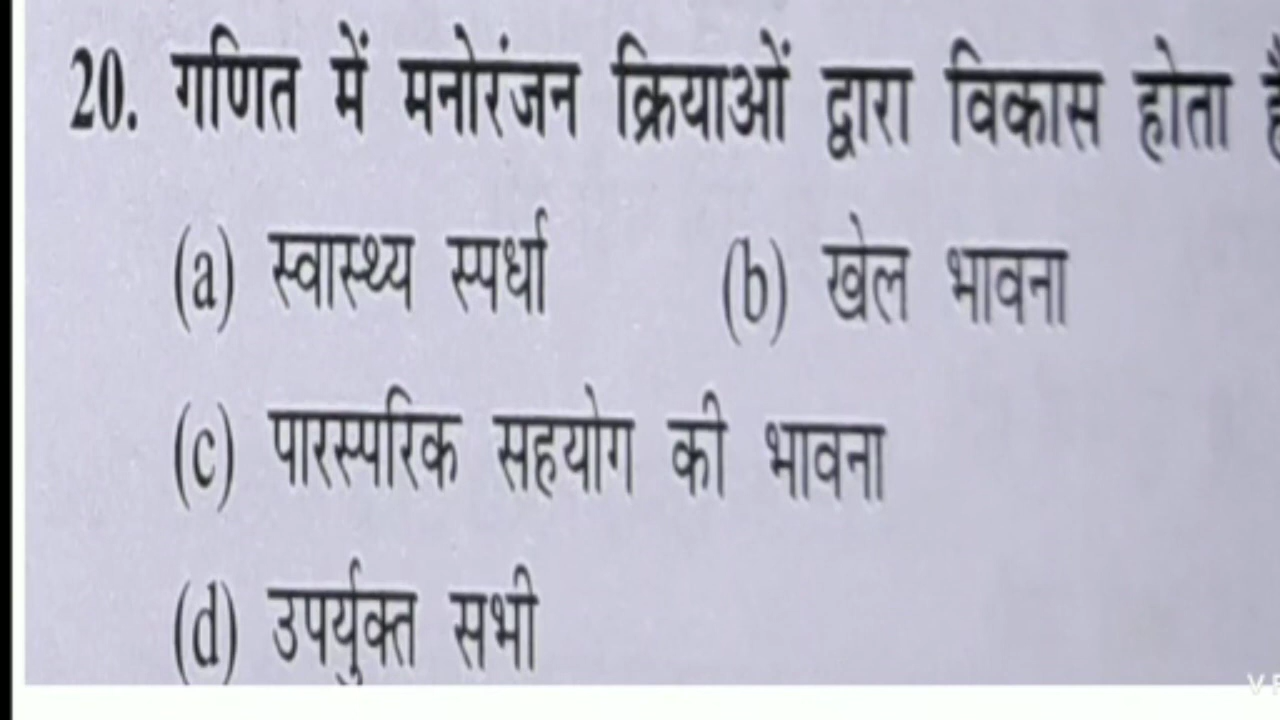 20. गणित में मनोरंजन क्रियाओं द्वारा विकास होता है
(a) स्वास्थ्य स्पर्धा (b) खेल भावना
(c) पारस्परिक सहयोग की भावना
(d) उपर्युक्त सभी